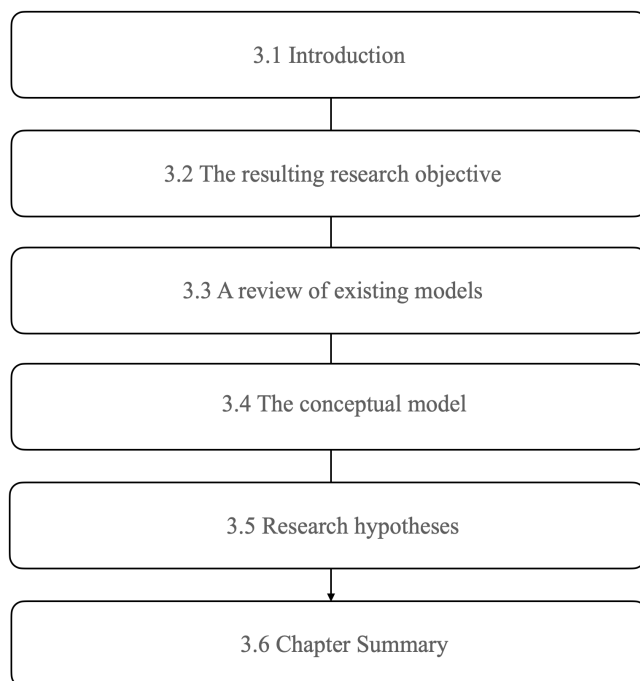 3.1 Introduction
3.2 The resulting research objective
3.3 A review of existing models
3.4 The conceptual model
3.5 Research hypotheses
3.6 Chapter Summary